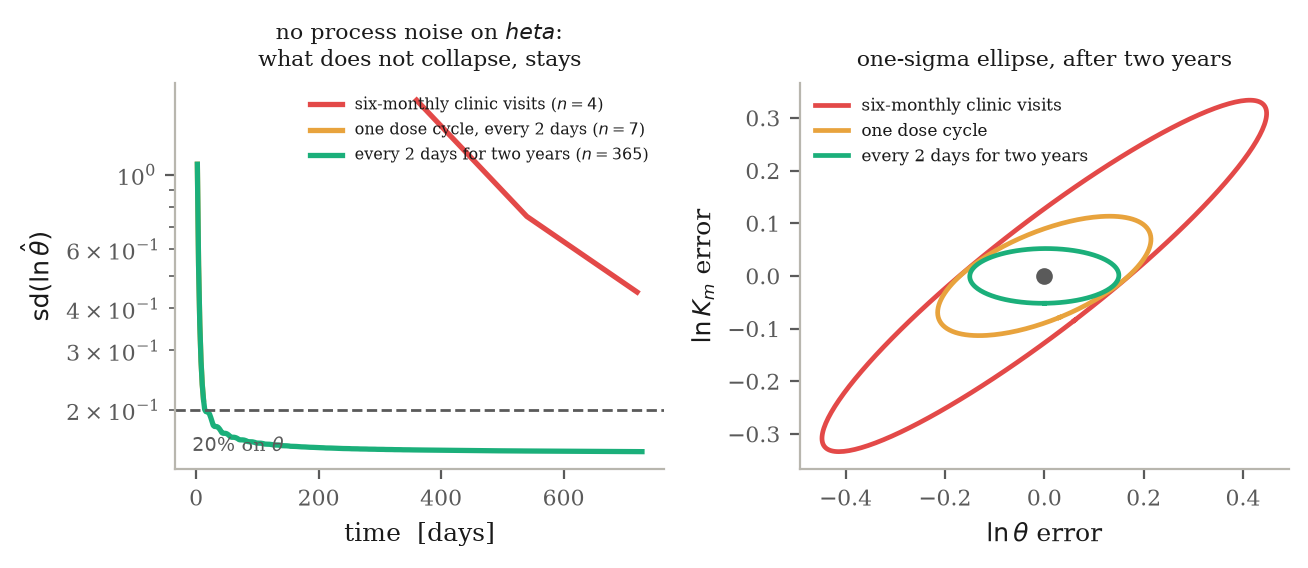 no process noise on heta:
what does not collapse, stays
six-monthly clinic visits (n = 4)
one dose cycle, every 2 days (n = 7)
every 2 days for two years (n = 365)
10⁰
6 × 10⁻¹
4 × 10⁻¹
3 × 10⁻¹
2 × 10⁻¹
sd(ln θ̂)
20% on θ
0
200
400
600
time [days]
one-sigma ellipse, after two years
six-monthly clinic visits
one dose cycle
every 2 days for two years
0.3
0.2
0.1
0.0
−0.1
−0.2
−0.3
ln Kₘ error
−0.4
−0.2
0.0
0.2
0.4
ln θ error